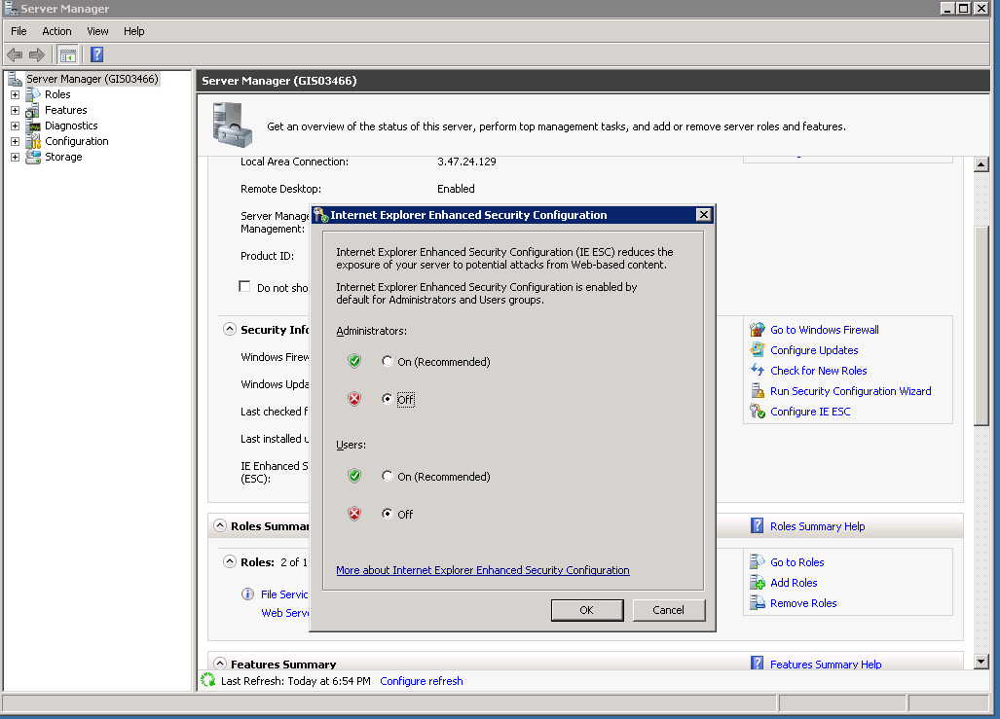 Server Manager
File Action View Help
Server Manager (GIS03466)
Roles
Features
Diagnostics
Configuration
Storage
Server Manager (GIS03466)
Get an overview of the status of this server, perform top management tasks, and add or remove server roles and features.
Local Area Connection: 3.47.24.129
Remote Desktop: Enabled
Server Manage
Management:
Product ID:
Do not sho
Security Info
Windows Firew
Windows Upda
Last checked f
Last installed u
IE Enhanced S
(ESC):
Go to Windows Firewall
Configure Updates
Check for New Roles
Run Security Configuration Wizard
Configure IE ESC
Internet Explorer Enhanced Security Configuration
Internet Explorer Enhanced Security Configuration (IE ESC) reduces the
exposure of your server to potential attacks from Web-based content.
Internet Explorer Enhanced Security Configuration is enabled by
default for Administrators and Users groups.
Administrators:
On (Recommended)
Off
Users:
On (Recommended)
Off
More about Internet Explorer Enhanced Security Configuration
OK Cancel
Roles Summar
Roles Summary Help
Roles: 2 of 1
File Servic
Web Serve
Go to Roles
Add Roles
Remove Roles
Features Summary
Features Summary Help
Last Refresh: Today at 6:54 PM Configure refresh